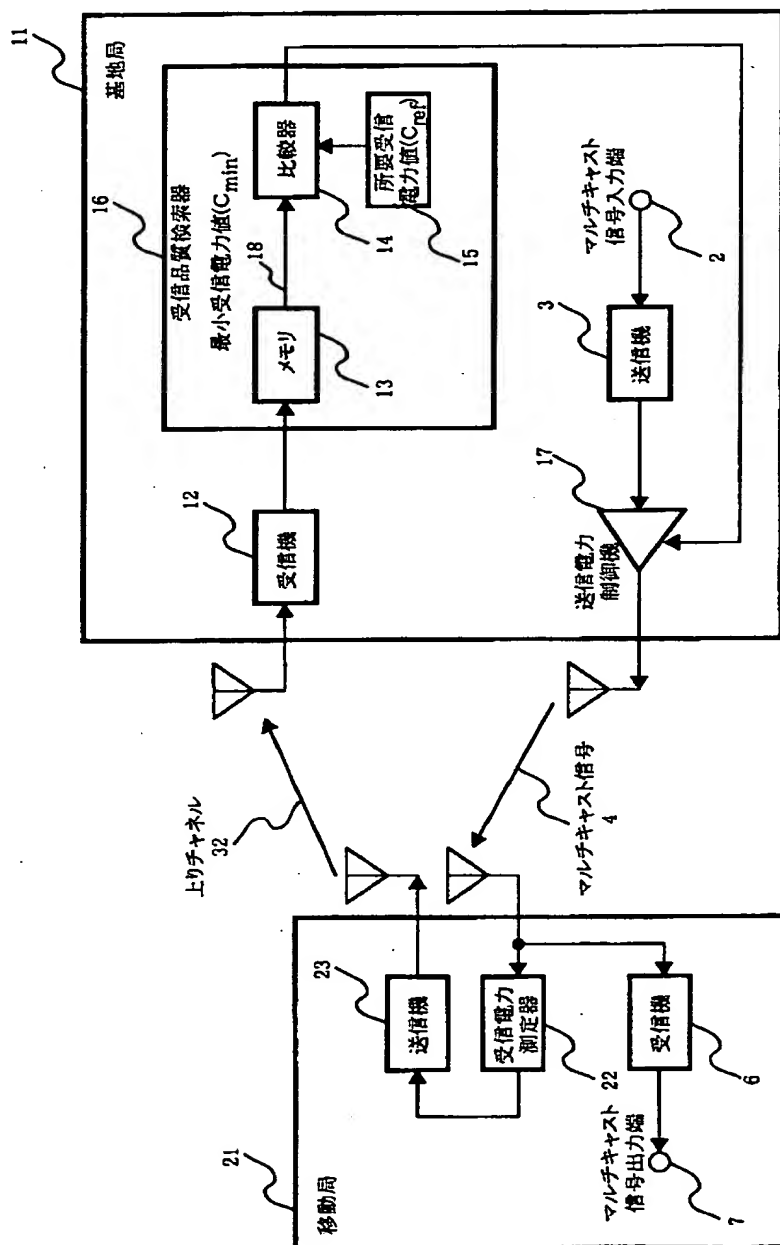 11
基地局
16
受信品質検索器
最小受信電力値(Cmin)
18
比較器
14
所要受信
電力値(Cref)
15
メモリ
13
12
受信機
マルチキャスト
信号入力端
2
3
送信機
17
送信電力
制御機
上りチャネル
32
マルチキャスト信号
4
21
移動局
23
送信機
受信電力
測定器
22
受信機
6
マルチキャスト
信号出力端
7